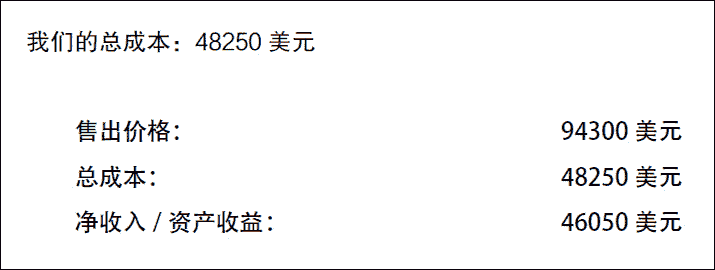 我们的总成本：48250 美元
售出价格： 94300 美元
总成本： 48250 美元
净收入 / 资产收益： 46050 美元